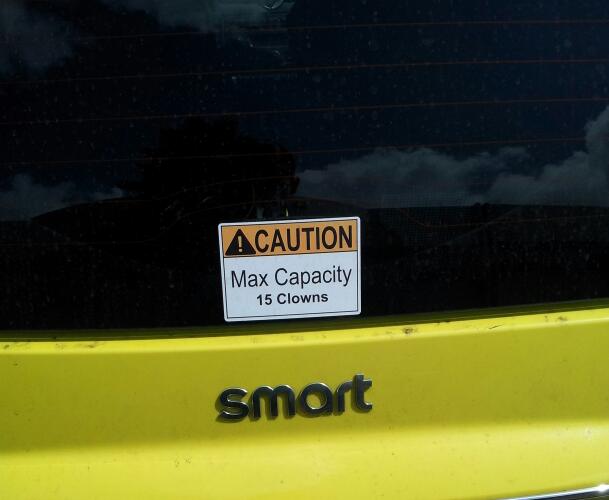 CAUTION
Max Capacity
15 Clowns
smart